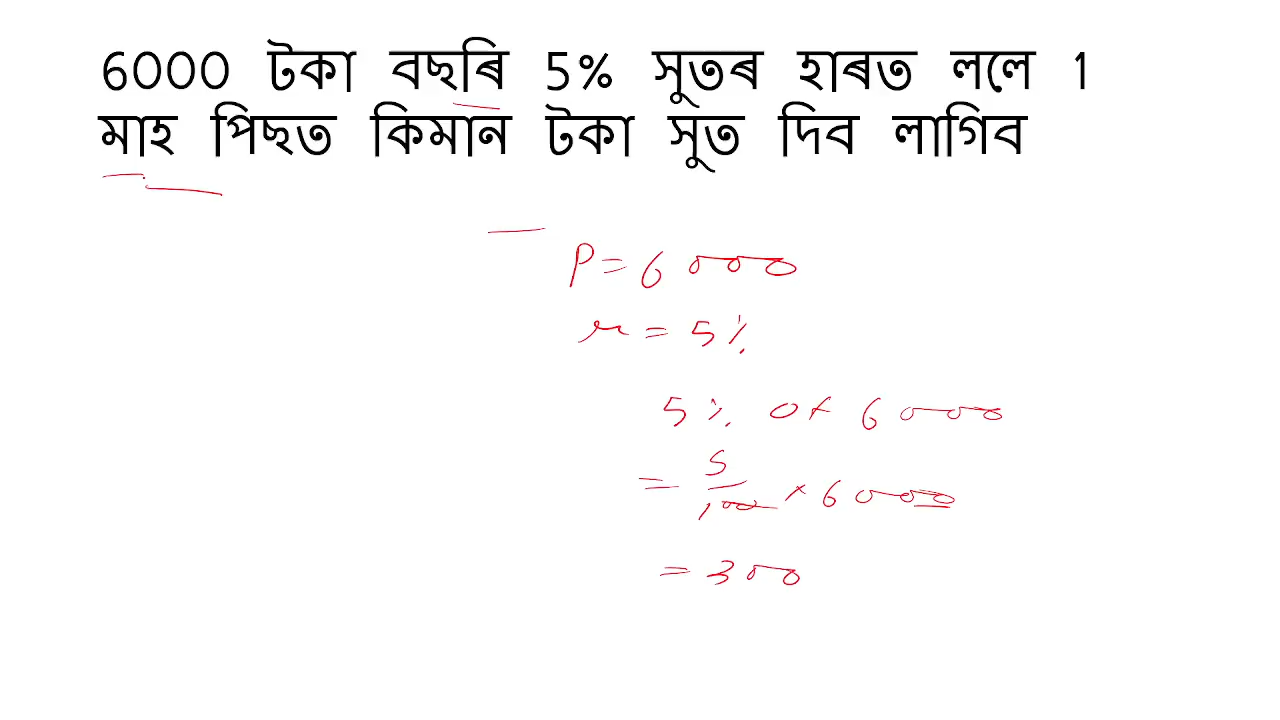 6000 টকা বছৰি 5% সুতৰ হাৰত ললে 1
মাহ পিছত কিমান টকা সুত দিব লাগিব
P = 6000
r = 5%
5% of 6000
= 5/100 × 6000
= 300